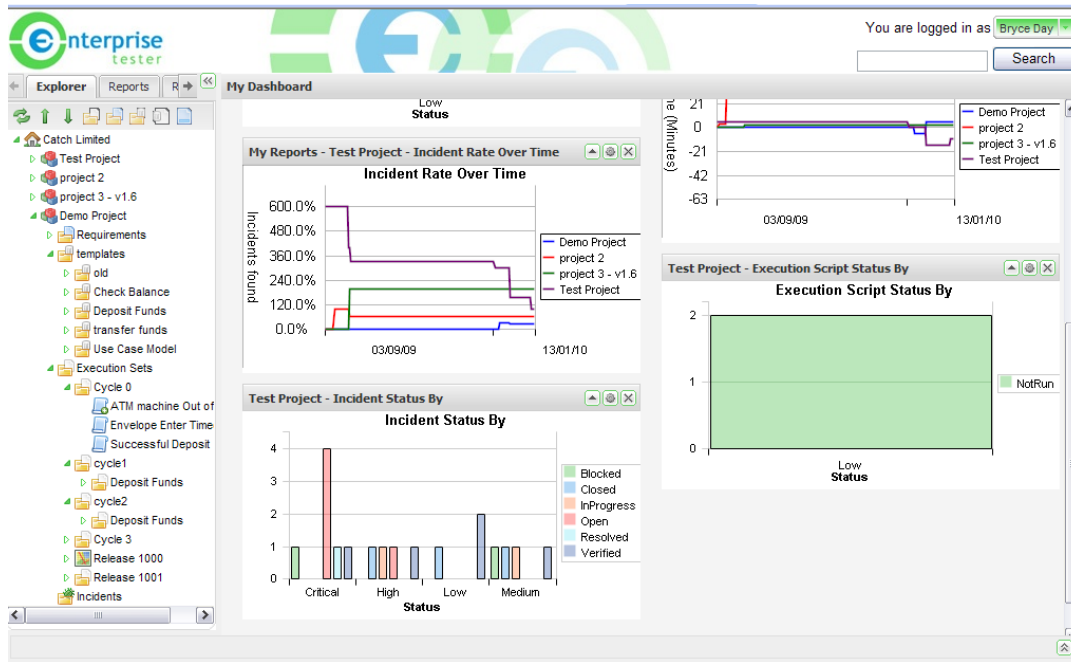 enterprise
tester
You are logged in as Bryce Day
Search
Explorer Reports R
My Dashboard
Catch Limited
Test Project
project 2
project 3 - v1.6
Demo Project
Requirements
templates
old
Check Balance
Deposit Funds
transfer funds
Use Case Model
Execution Sets
Cycle 0
ATM machine Out of
Envelope Enter Time
Successful Deposit
cycle1
Deposit Funds
cycle2
Deposit Funds
Cycle 3
Release 1000
Release 1001
Incidents
Low
Status
My Reports - Test Project - Incident Rate Over Time
Incident Rate Over Time
Incidents found
600.0%
480.0%
360.0%
240.0%
120.0%
0.0%
03/09/09 13/01/10
Demo Project
project 2
project 3 - v1.6
Test Project
Test Project - Incident Status By
Incident Status By
4
3
2
1
0
Critical High Low Medium
Status
Blocked
Closed
InProgress
Open
Resolved
Verified
ne (Minutes)
21
0
-21
-42
-63
03/09/09 13/01/10
Demo Project
project 2
project 3 - v1.6
Test Project
Test Project - Execution Script Status By
Execution Script Status By
2
1
0
Low
Status
NotRun